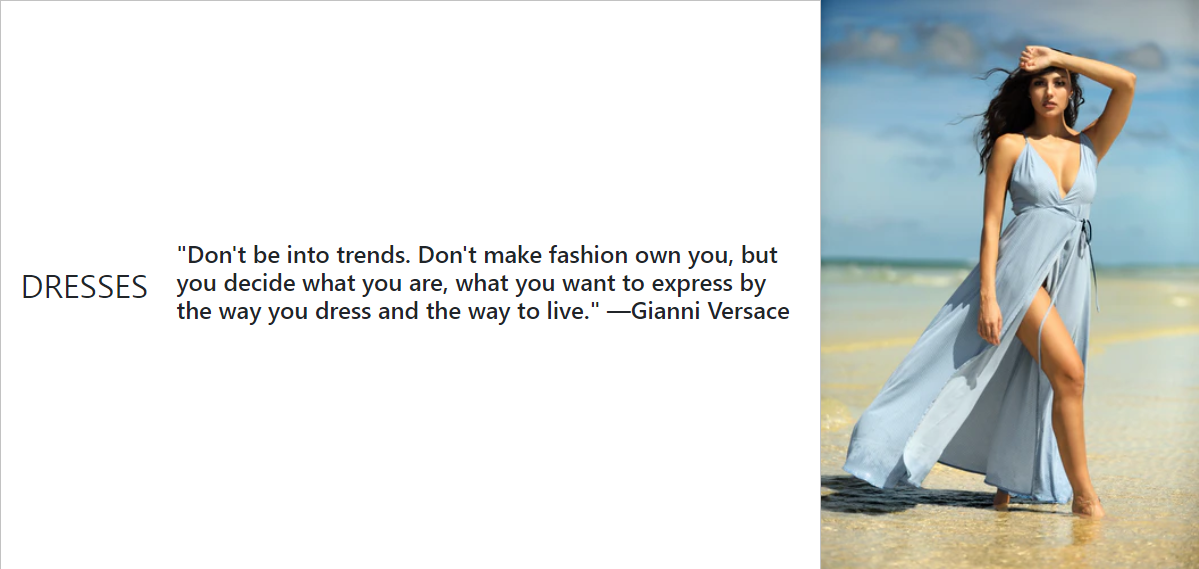 DRESSES
"Don't be into trends. Don't make fashion own you, but
you decide what you are, what you want to express by
the way you dress and the way to live." —Gianni Versace